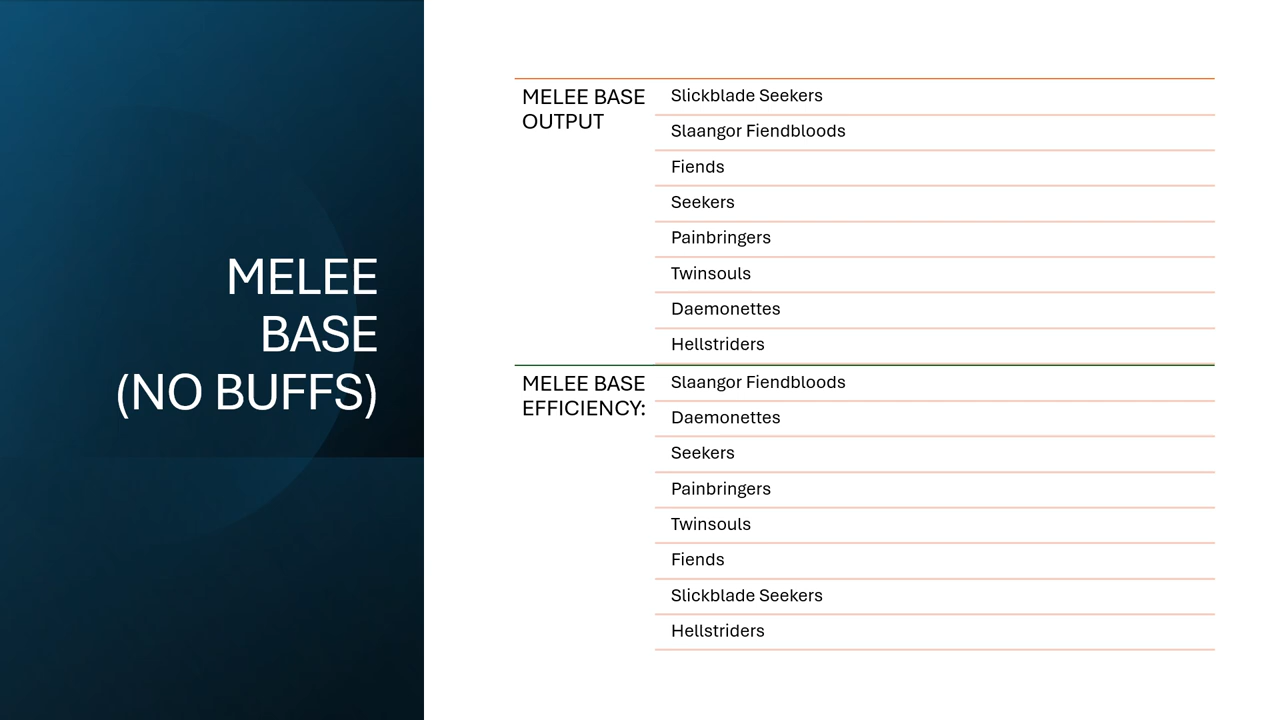 MELEE
BASE
(NO BUFFS)
MELEE BASE
OUTPUT
Slickblade Seekers
Slaangor Fiendbloods
Fiends
Seekers
Painbringers
Twinsouls
Daemonettes
Hellstriders
MELEE BASE
EFFICIENCY:
Slaangor Fiendbloods
Daemonettes
Seekers
Painbringers
Twinsouls
Fiends
Slickblade Seekers
Hellstriders